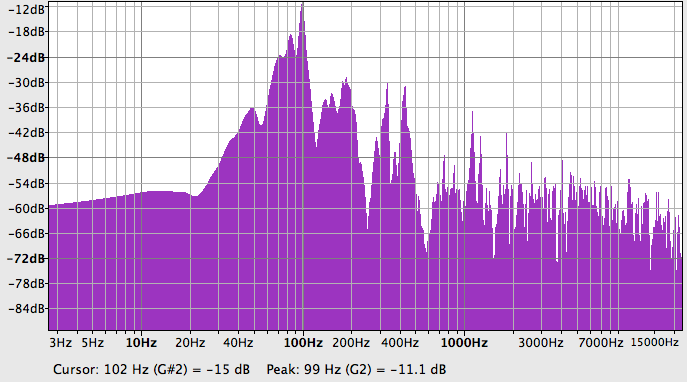 -12dB
-18dB
-24dB
-30dB
-36dB
-42dB
-48dB
-54dB
-60dB
-66dB
-72dB
-78dB
-84dB
3Hz 5Hz 10Hz 20Hz 40Hz 100Hz 200Hz 400Hz 1000Hz 3000Hz 7000Hz 15000Hz
Cursor: 102 Hz (G#2) = -15 dB Peak: 99 Hz (G2) = -11.1 dB